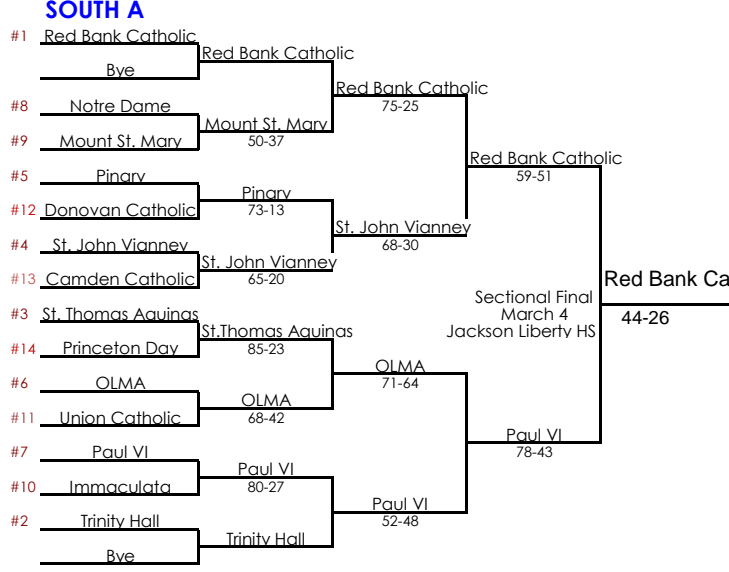 SOUTH A
#1 Red Bank Catholic
Bye
#8 Notre Dame
#9 Mount St. Mary
#5 Pingry
#12 Donovan Catholic
#4 St. John Vianney
#13 Camden Catholic
#3 St. Thomas Aquinas
#14 Princeton Day
#6 OLMA
#11 Union Catholic
#7 Paul VI
#10 Immaculata
#2 Trinity Hall
Bye
Red Bank Catholic
Mount St. Mary
50-37
Pingry
73-13
St. John Vianney
65-20
St.Thomas Aquinas
85-23
OLMA
68-42
Paul VI
80-27
Trinity Hall
Red Bank Catholic
75-25
St. John Vianney
68-30
OLMA
71-64
Paul VI
52-48
Red Bank Catholic
59-51
Paul VI
78-43
Sectional Final
March 4
Jackson Liberty HS
Red Bank Ca
44-26